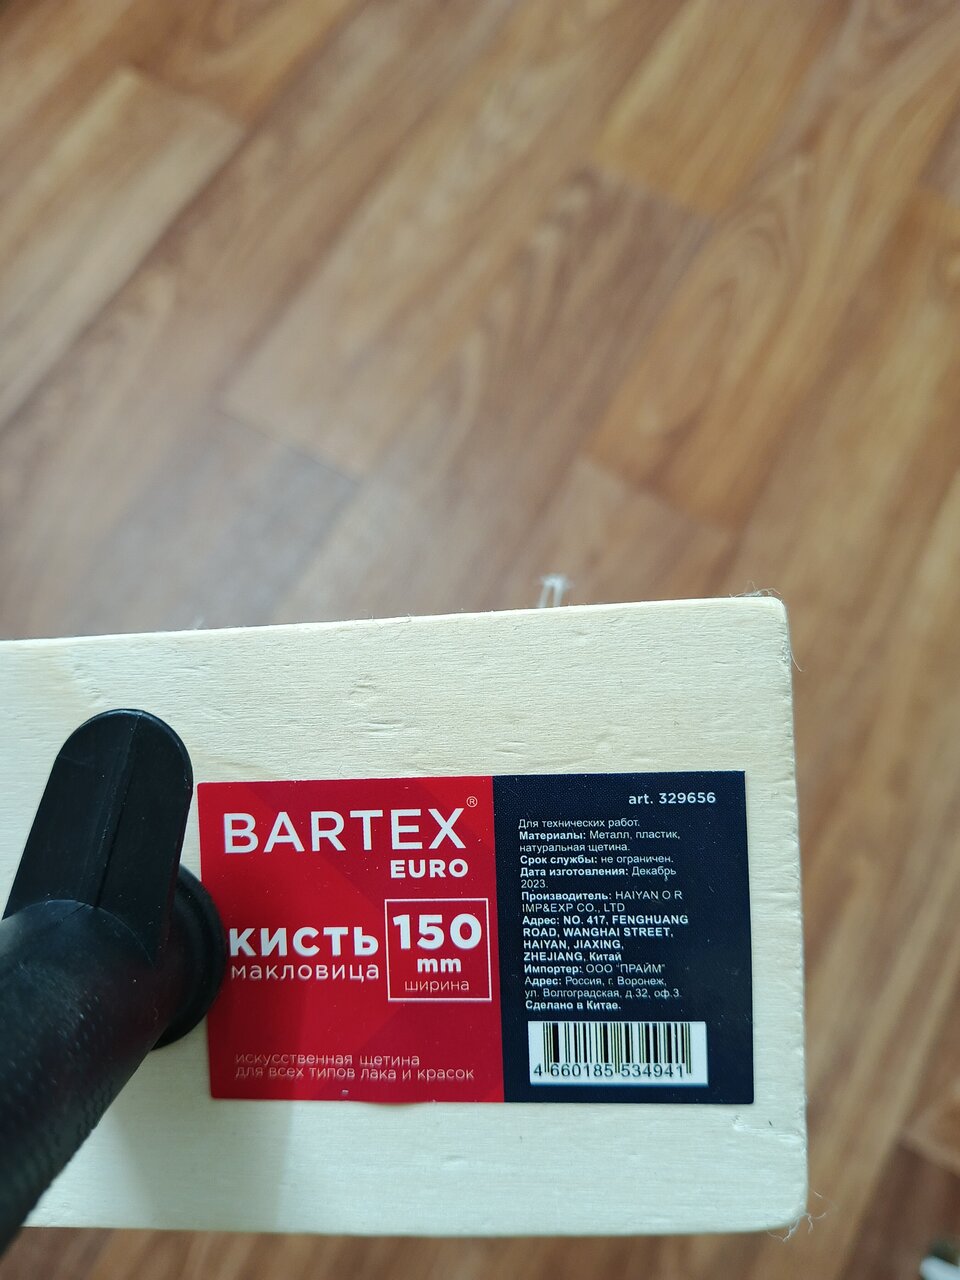 BARTEX®
EURO
кисть
макловица
150
mm
ширина
искусственная щетина
для всех типов лака и красок
art. 329656
Для технических работ.
Материалы: Металл, пластик,
натуральная щетина.
Срок службы: не ограничен.
Дата изготовления: Декабрь
2023.
Производитель: HAIYAN O R
IMP&EXP CO., LTD
Адрес: NO. 417, FENGHUANG
ROAD, WANGHAI STREET,
HAIYAN, JIAXING,
ZHEJIANG, Китай
Импортер: ООО "ПРАЙМ"
Адрес: Россия, г. Воронеж,
ул. Волгоградская, д.32, оф.3.
Сделано в Китае.
4 660185 534941